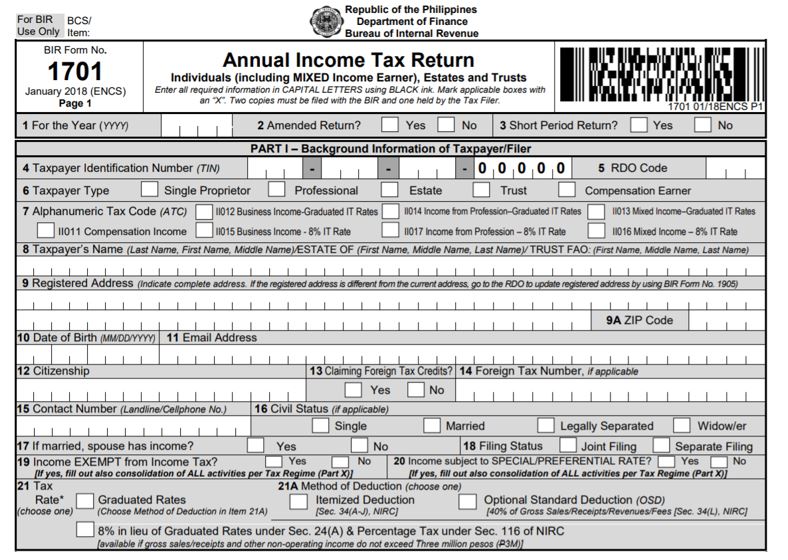 For BIR Use Only
BCS/ Item:
Republic of the Philippines
Department of Finance
Bureau of Internal Revenue
BIR Form No.
1701
January 2018 (ENCS)
Page 1
Annual Income Tax Return
Individuals (including MIXED Income Earner), Estates and Trusts
Enter all required information in CAPITAL LETTERS using BLACK ink. Mark applicable boxes with
an “X”. Two copies must be filed with the BIR and one held by the Tax Filer.
1701 01/18ENCS P1
1 For the Year (YYYY) 2 Amended Return? Yes No 3 Short Period Return? Yes No
PART I – Background Information of Taxpayer/Filer
4 Taxpayer Identification Number (TIN) - - - 0 0 0 0 0 5 RDO Code
6 Taxpayer Type Single Proprietor Professional Estate Trust Compensation Earner
7 Alphanumeric Tax Code (ATC) II012 Business Income-Graduated IT Rates II014 Income from Profession–Graduated IT Rates II013 Mixed Income–Graduated IT Rates
II011 Compensation Income II015 Business Income - 8% IT Rate II017 Income from Profession – 8% IT Rate II016 Mixed Income – 8% IT Rate
8 Taxpayer’s Name (Last Name, First Name, Middle Name)/ESTATE OF (First Name, Middle Name, Last Name)/ TRUST FAO: (First Name, Middle Name, Last Name)
9 Registered Address (Indicate complete address. If the registered address is different from the current address, go to the RDO to update registered address by using BIR Form No. 1905)
9A ZIP Code
10 Date of Birth (MM/DD/YYYY) 11 Email Address
12 Citizenship 13 Claiming Foreign Tax Credits? 14 Foreign Tax Number, if applicable
Yes No
15 Contact Number (Landline/Cellphone No.) 16 Civil Status (if applicable)
Single Married Legally Separated Widow/er
17 If married, spouse has income? Yes No 18 Filing Status Joint Filing Separate Filing
19 Income EXEMPT from Income Tax? Yes No 20 Income subject to SPECIAL/PREFERENTIAL RATE? Yes No
[If yes, fill out also consolidation of ALL activities per Tax Regime (Part X)] [If yes, fill out also consolidation of ALL activities per Tax Regime (Part X)]
21 Tax 21A Method of Deduction (choose one)
Rate* Graduated Rates Itemized Deduction Optional Standard Deduction (OSD)
(choose one) (Choose Method of Deduction in Item 21A) [Sec. 34(A-J), NIRC] [40% of Gross Sales/Receipts/Revenues/Fees [Sec. 34(L), NIRC]
8% in lieu of Graduated Rates under Sec. 24(A) & Percentage Tax under Sec. 116 of NIRC
[available if gross sales/receipts and other non-operating income do not exceed Three million pesos (₱3M)]